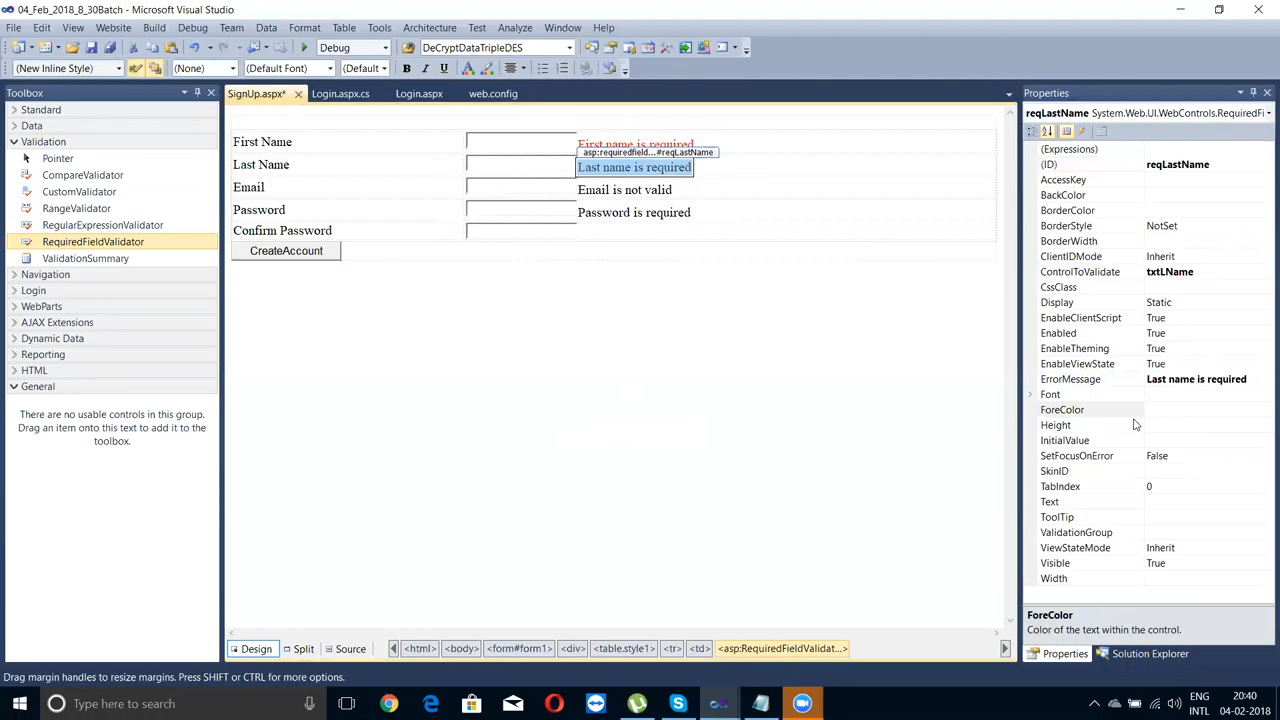 04_Feb_2018_8_30Batch - Microsoft Visual Studio
File Edit View Website Build Debug Team Data Format Table Tools Architecture Test Analyze Window Help
Debug DeCryptDataTripleDES
(New Inline Style) (None) (Default Font) (Default B I U A
Toolbox
Standard
Data
Validation
Pointer
CompareValidator
CustomValidator
RangeValidator
RegularExpressionValidator
RequiredFieldValidator
ValidationSummary
Navigation
Login
WebParts
AJAX Extensions
Dynamic Data
Reporting
HTML
General
There are no usable controls in this group.
Drag an item onto this text to add it to the
toolbox.
SignUp.aspx* Login.aspx.cs Login.aspx web.config
First Name First name is required
asp:requiredfield...#reqLastName
Last Name Last name is required
Email Email is not valid
Password Password is required
Confirm Password
CreateAccount
Design Split Source <html> <body> <form#form1> <div> <table.style1> <tr> <td> <asp:RequiredFieldValidat...>
Properties
reqLastName System.Web.UI.WebControls.RequiredFi
(Expressions)
(ID) reqLastName
AccessKey
BackColor
BorderColor
BorderStyle NotSet
BorderWidth
ClientIDMode Inherit
ControlToValidate txtLName
CssClass
Display Static
EnableClientScript True
Enabled True
EnableTheming True
EnableViewState True
ErrorMessage Last name is required
Font
ForeColor
Height
InitialValue
SetFocusOnError False
SkinID
TabIndex 0
Text
ToolTip
ValidationGroup
ViewStateMode Inherit
Visible True
Width
ForeColor
Color of the text within the control.
Properties Solution Explorer
Drag margin handles to resize margins. Press SHIFT or CTRL for more options.
Type here to search
ENG 20:40
INTL 04-02-2018